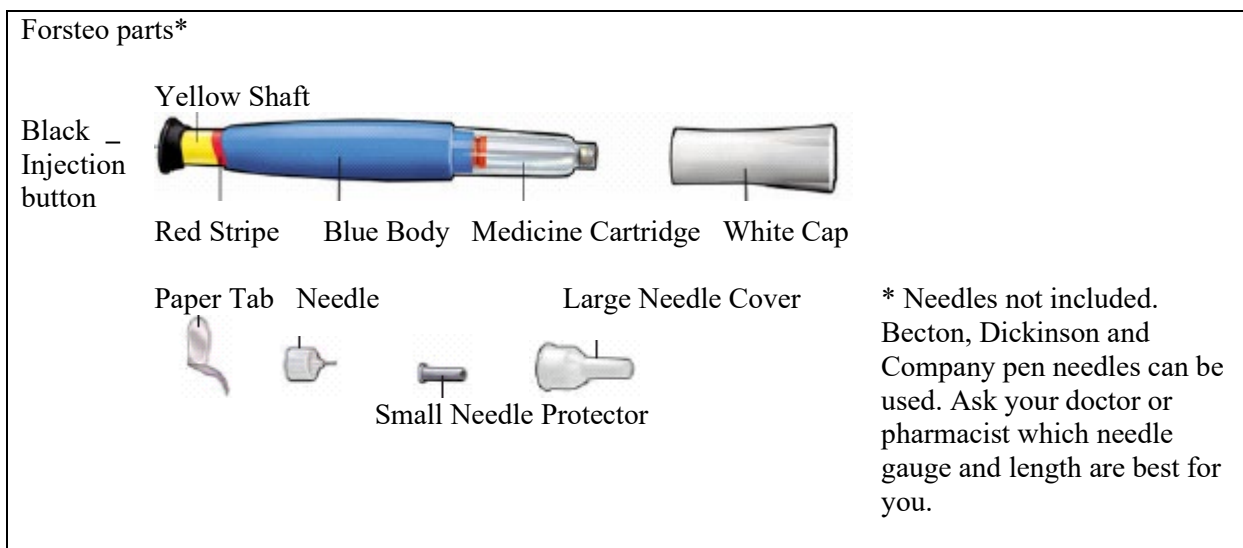 Forsteo parts*
Yellow Shaft
Black _
Injection
button
Red Stripe Blue Body Medicine Cartridge White Cap
Paper Tab Needle Large Needle Cover
Small Needle Protector
* Needles not included.
Becton, Dickinson and
Company pen needles can be
used. Ask your doctor or
pharmacist which needle
gauge and length are best for
you.